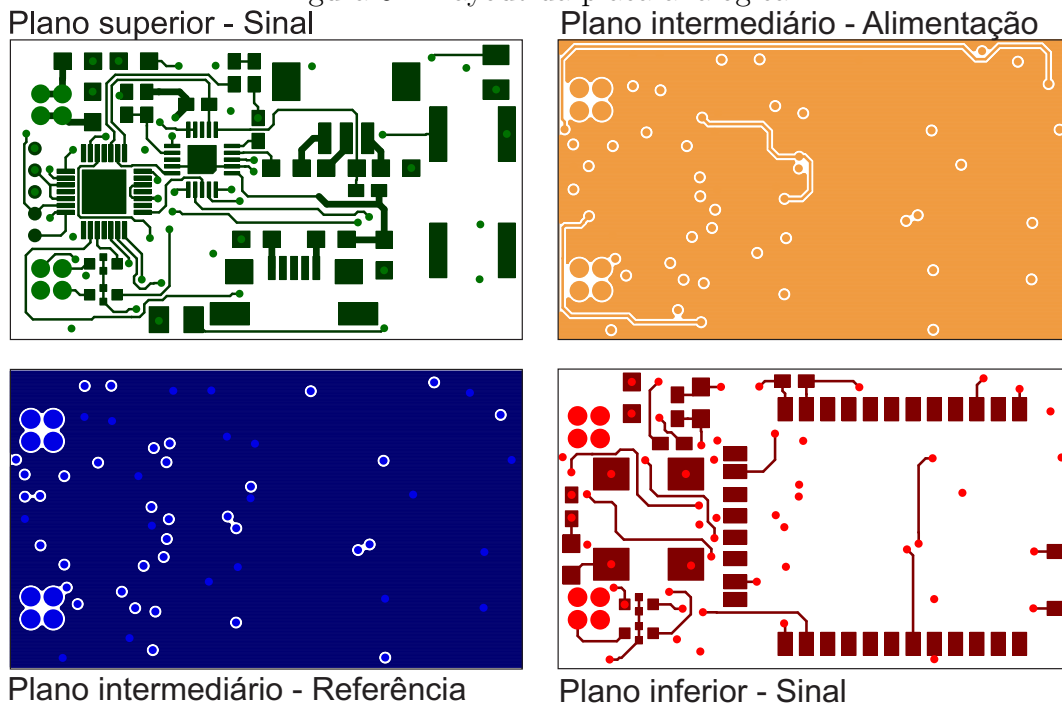 Plano superior - Sinal
Plano intermediário - Alimentação
Plano intermediário - Referência
Plano inferior - Sinal